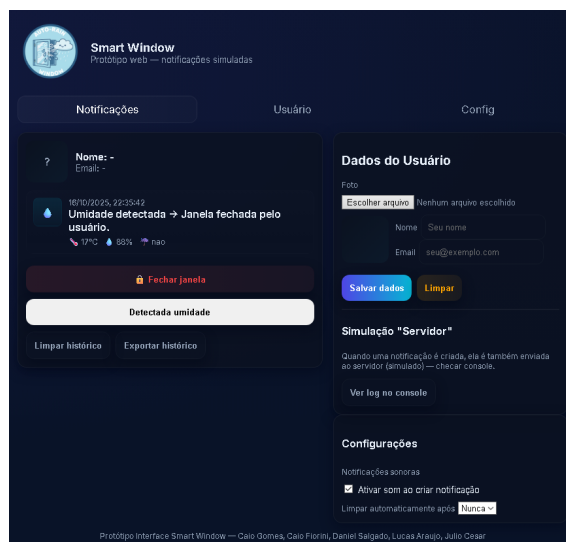 AUTO-RAIN
WINDOW
Smart Window
Protótipo web — notificações simuladas
Notificações
Usuário
Config
?
Nome: -
Email: -
16/10/2025, 22:35:42
Umidade detectada → Janela fechada pelo
usuário.
17°C 88% nao
Fechar janela
Detectada umidade
Limpar histórico
Exportar histórico
Dados do Usuário
Foto
Escolher arquivo Nenhum arquivo escolhido
Nome Seu nome
Email seu@exemplo.com
Salvar dados
Limpar
Simulação "Servidor"
Quando uma notificação é criada, ela é também enviada
ao servidor (simulado) — checar console.
Ver log no console
Configurações
Notificações sonoras
Ativar som ao criar notificação
Limpar automaticamente após Nunca
Protótipo Interface Smart Window — Caio Gomes, Caio Fiorini, Daniel Salgado, Lucas Araujo, Julio Cesar